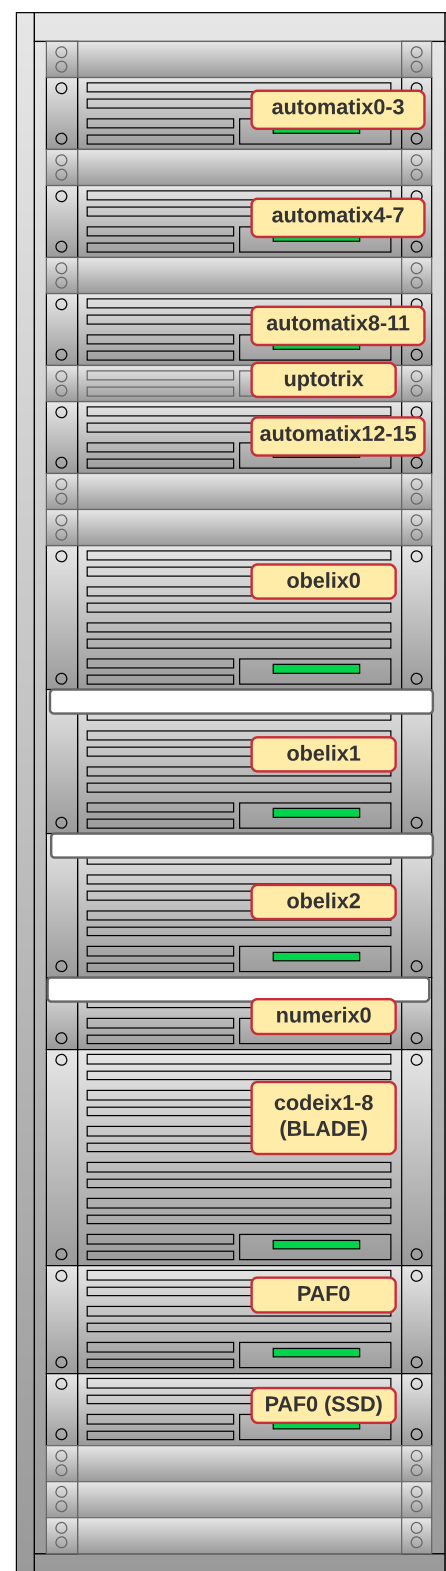 automatix0-3
automatix4-7
automatix8-11
uptotrix
automatix12-15
obelix0
obelix1
obelix2
numerix0
codeix1-8
(BLADE)
PAF0
PAF0 (SSD)